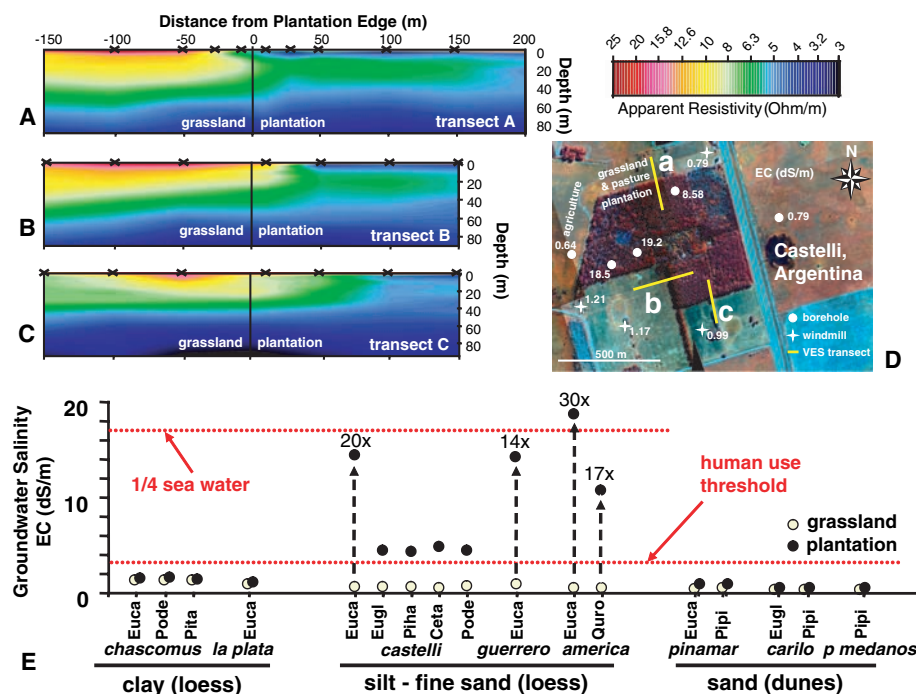 Distance from Plantation Edge (m)
-150 -100 -50 0 50 100 150 200
A
grassland plantation transect A
0
20
40
60
80
Depth (m)
B
grassland plantation transect B
0
20
40
60
80
C
grassland plantation transect C
0
20
40
60
80
Depth (m)
25 20 15.8 12.6 10 8 6.3 5 4 3.2 3
Apparent Resistivity (Ohm/m)
N
a
0.79
EC (dS/m)
grassland
& pasture
plantation
8.58
agriculture
0.79
0.64
19.2
18.5
Castelli,
Argentina
1.21
b
c
1.17
0.99
borehole
windmill
VES transect
500 m
D
Groundwater Salinity
EC (dS/m)
20
10
0
1/4 sea water
20x
14x
30x
17x
human use
threshold
grassland
plantation
Euca Pode Pita Euca Euca Eugl Piha Ceta Pode Euca Euca Quro Euca Pipi Eugl Pipi Pipi
chascomus la plata castelli guerrero america pinamar carilo p medanos
E
clay (loess) silt - fine sand (loess) sand (dunes)